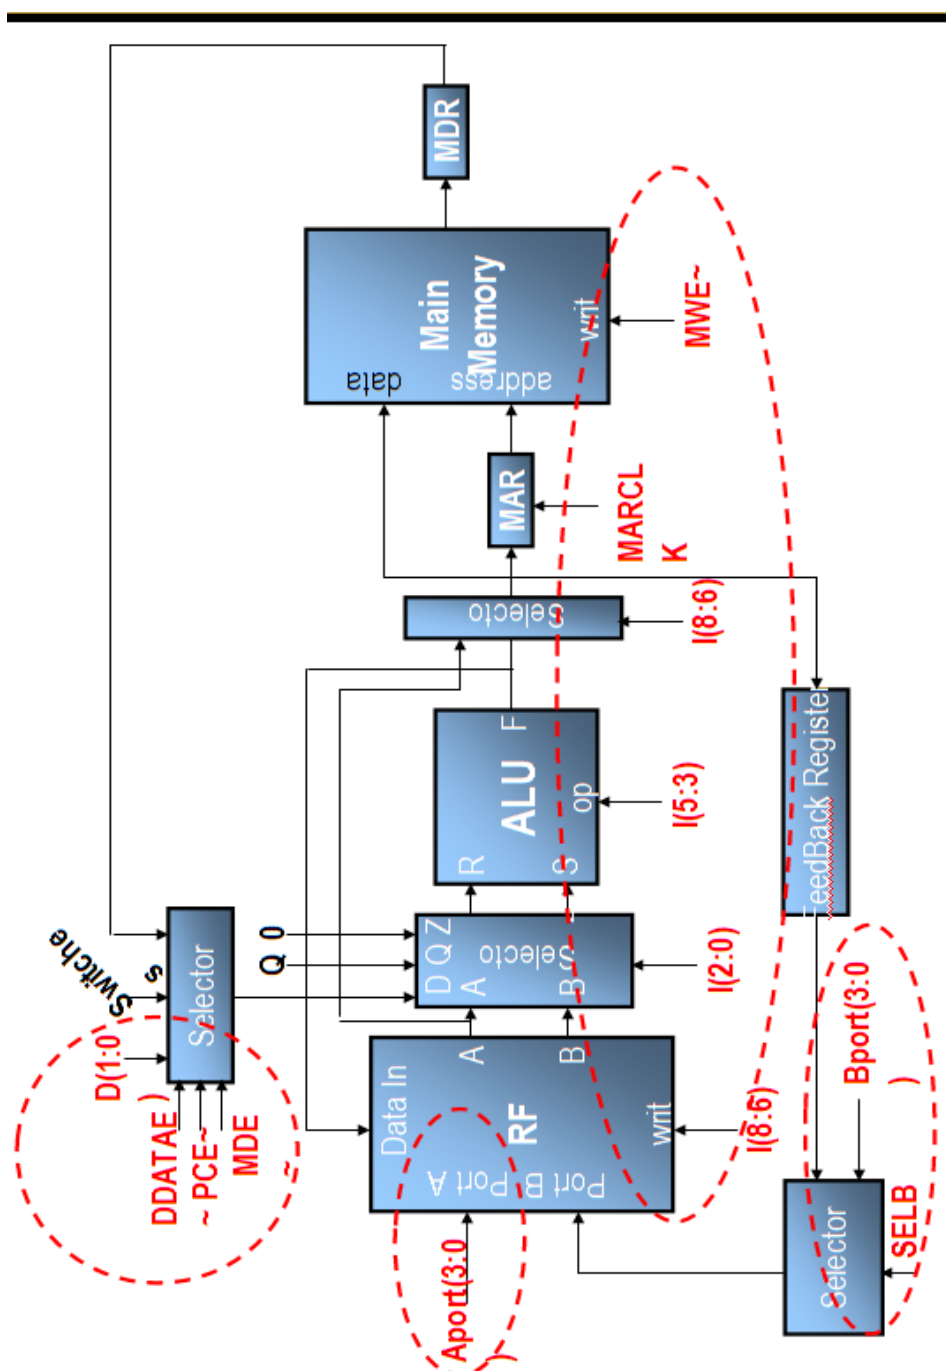 Switche
s
D(1:0
)
DDATAE
~ PCE~
MDE
~
Selector
Q 0
Aport(3:0
)
Data In
Port A
Port B
RF
A
B
writ
I(8:6)
D Q Z
A
B
Selecto
I(2:0)
R
S
ALU
F
op
I(5:3)
Selecto
I(8:6)
MAR
MARCL
K
data
address
Main
Memory
writ
MWE~
MDR
FeedBack Register
Bport(3:0
)
Selector
SELB